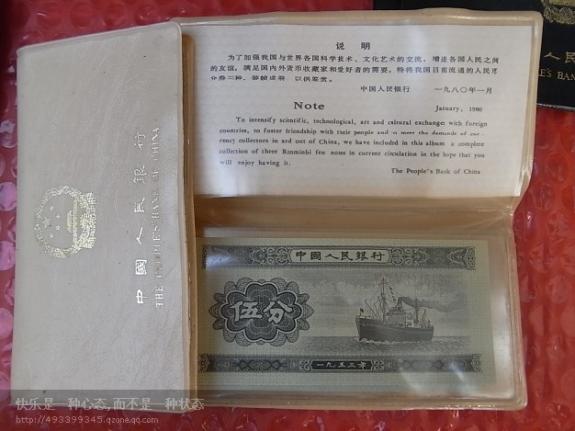 说 明
为了加强我国与世界各国科学技术、文化艺术的交流,增进各国人民之间
的友谊,满足国内外货币收藏家和爱好者的需要,特将我国目前流通的人民币
分券三种,装帧成册,以供鉴赏。
中国人民银行 一九八〇年一月
Note
January, 1980
To intensify scientific, technological, art and cultural exchange with foreign
countries, to foster friendship with their people and to meet the demands of cur-
rency collectors in and out of China, we have included in this album a complete
collection of three Renminbi fen notes in current circulation in the hope that you
will enjoy having it.
The People's Bank of China
中國人民銀行
THE PEOPLE'S BANK OF CHINA
中國人民銀行
伍分
一九五三年
人民
E'S BANK
快乐是一种心态,而不是一种状态
http://493399345.qzone.qq.com